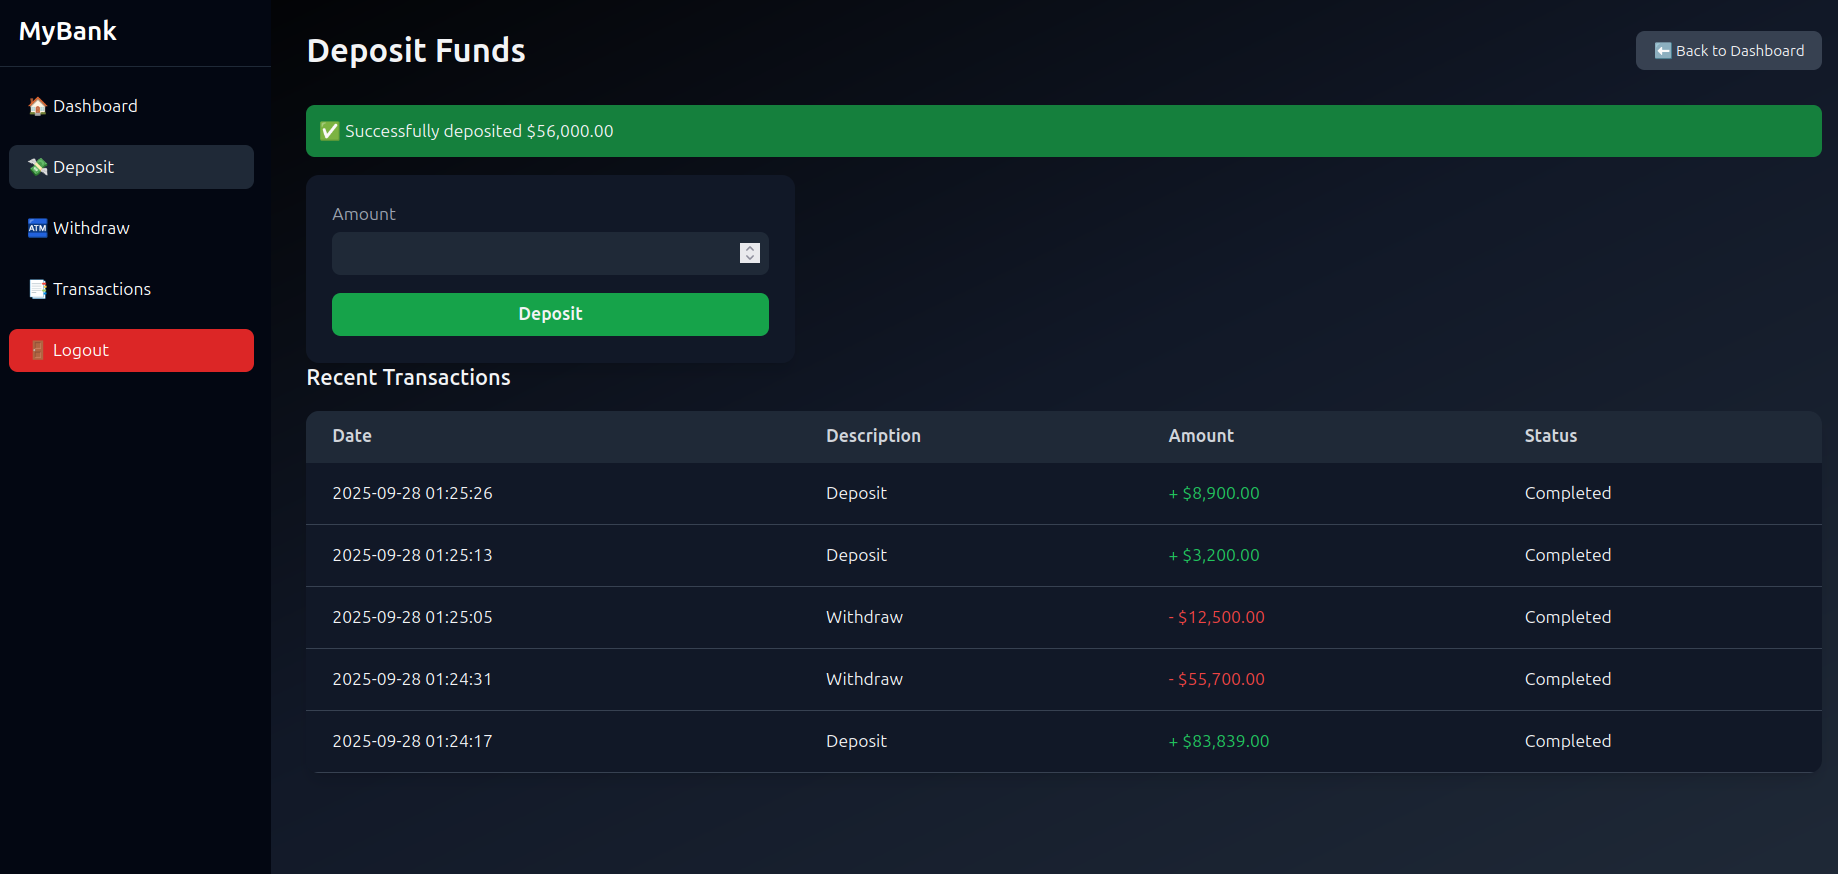 MyBank
Dashboard
Deposit
ATM Withdraw
Transactions
Logout
Deposit Funds
Back to Dashboard
Successfully deposited $56,000.00
Amount
Deposit
Recent Transactions
Date Description Amount Status
2025-09-28 01:25:26 Deposit + $8,900.00 Completed
2025-09-28 01:25:13 Deposit + $3,200.00 Completed
2025-09-28 01:25:05 Withdraw - $12,500.00 Completed
2025-09-28 01:24:31 Withdraw - $55,700.00 Completed
2025-09-28 01:24:17 Deposit + $83,839.00 Completed